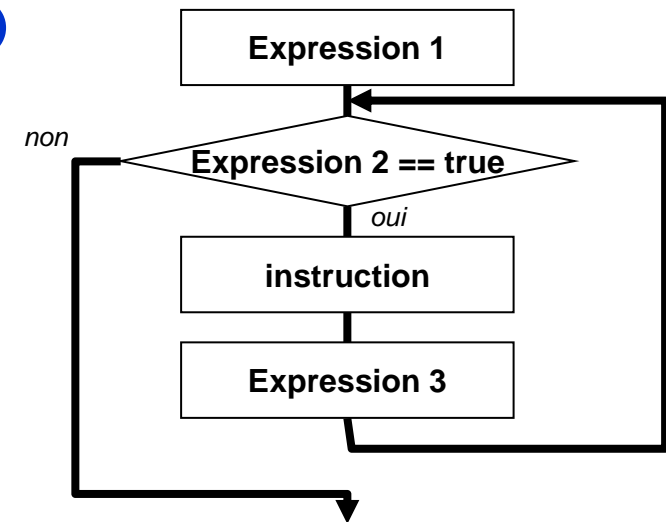 Expression 1
non
Expression 2 == true
oui
instruction
Expression 3